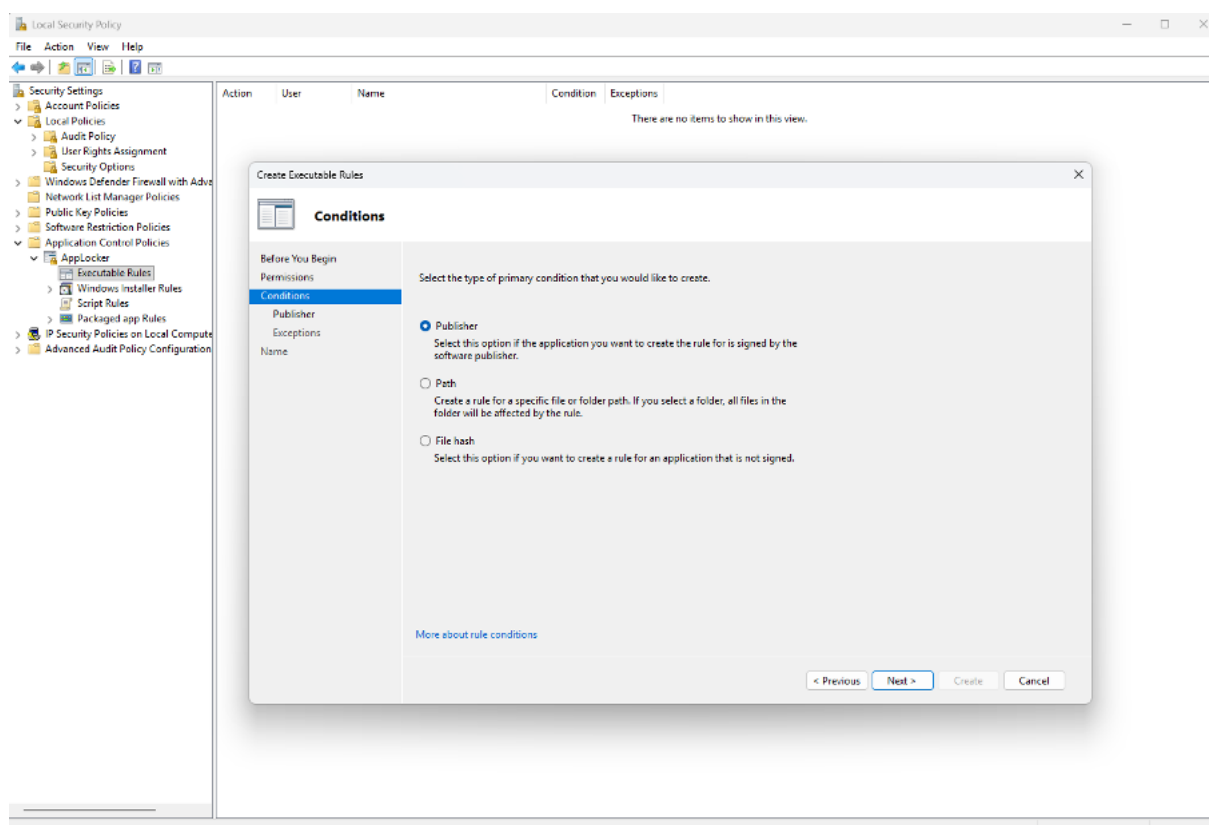 Local Security Policy
File Action View Help
Security Settings
Account Policies
Local Policies
Audit Policy
User Rights Assignment
Security Options
Windows Defender Firewall with Adva
Network List Manager Policies
Public Key Policies
Software Restriction Policies
Application Control Policies
AppLocker
Executable Rules
Windows Installer Rules
Script Rules
Packaged app Rules
IP Security Policies on Local Compute
Advanced Audit Policy Configuration
Action User Name Condition Exceptions
There are no items to show in this view.
Create Executable Rules
Conditions
Before You Begin
Permissions
Conditions
Publisher
Exceptions
Name
Select the type of primary condition that you would like to create.
Publisher
Select this option if the application you want to create the rule for is signed by the
software publisher.
Path
Create a rule for a specific file or folder path. If you select a folder, all files in the
folder will be affected by the rule.
File hash
Select this option if you want to create a rule for an application that is not signed.
More about rule conditions
< Previous Next > Create Cancel